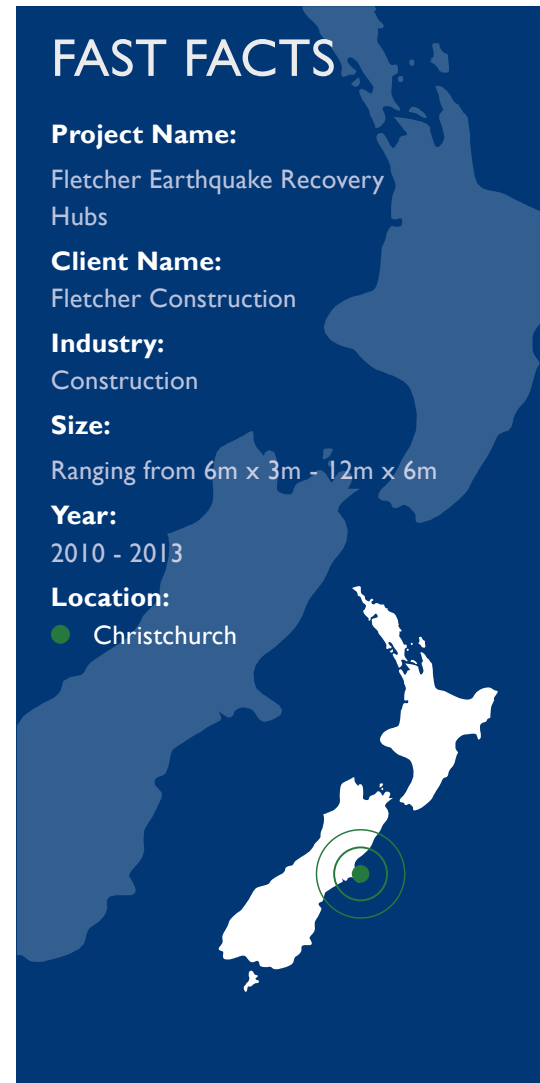 FAST FACTS
Project Name:
Fletcher Earthquake Recovery
Hubs
Client Name:
Fletcher Construction
Industry:
Construction
Size:
Ranging from 6m x 3m - 12m x 6m
Year:
2010 - 2013
Location:
Christchurch